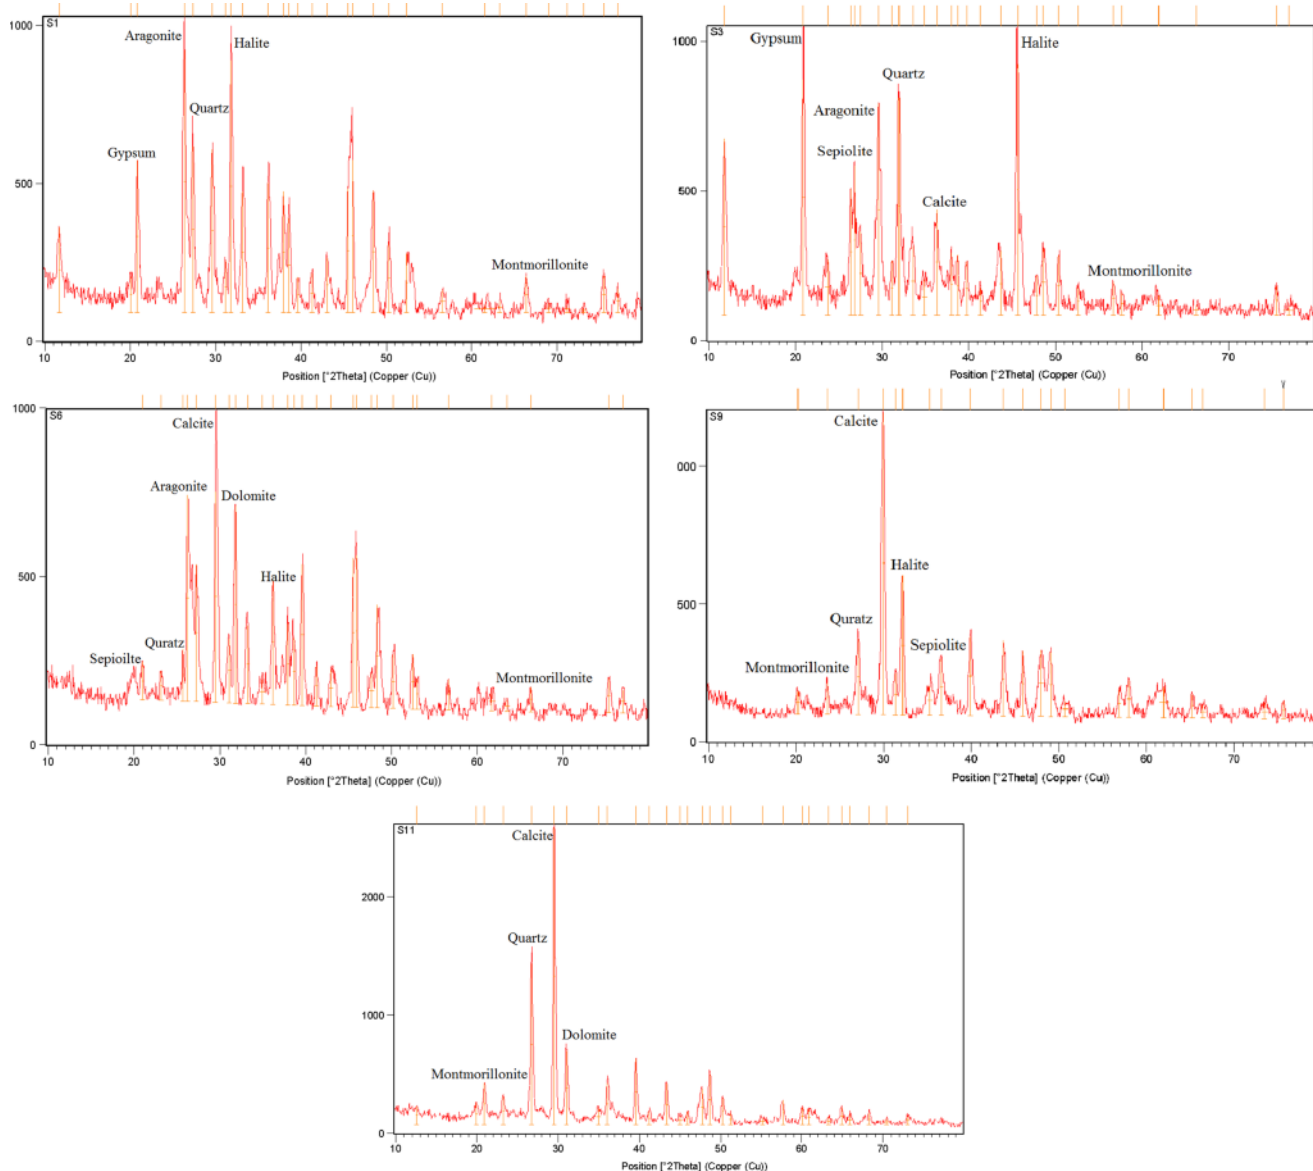 S1
1000
500
0
Aragonite
Halite
Quartz
Gypsum
Montmorillonite
10 20 30 40 50 60 70
Position [°2Theta] (Copper (Cu))
S3
1000
500
0
Gypsum
Halite
Quartz
Aragonite
Sepiolite
Calcite
Montmorillonite
10 20 30 40 50 60 70
Position [°2Theta] (Copper (Cu))
S6
1000
500
0
Calcite
Aragonite
Dolomite
Halite
Quratz
Sepioilte
Montmorillonite
10 20 30 40 50 60 70
Position [°2Theta] (Copper (Cu))
S9
000
500
0
Calcite
Halite
Quratz
Sepiolite
Montmorillonite
10 20 30 40 50 60 70
Position [°2Theta] (Copper (Cu))
S11
2000
1000
0
Calcite
Quartz
Dolomite
Montmorillonite
10 20 30 40 50 60 70
Position [°2Theta] (Copper (Cu))